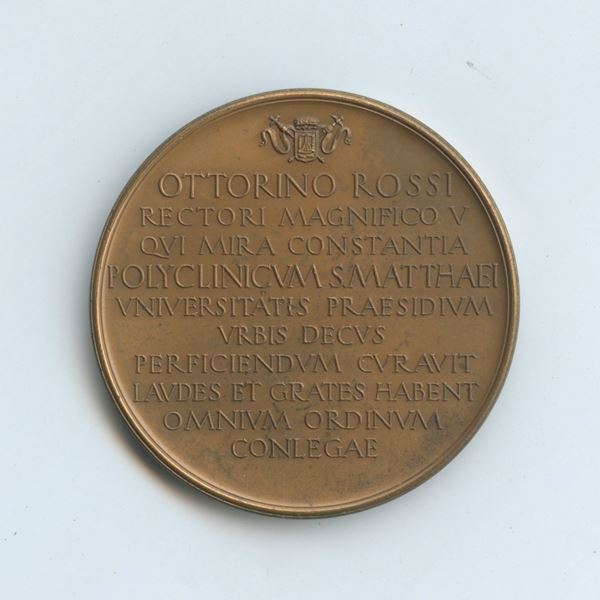 OTTORINO ROSSI
RECTORI MAGNIFICO V
QVI MIRA CONSTANTIA
POLYCLINICVM S.MATTHAEI
VNIVERSITATIS PRAESIDIVM
VRBIS DECVS
PERFICIENDVM CVRAVIT
LAVDES ET GRATES HABENT
OMNIVM ORDINVM
CONLEGAE